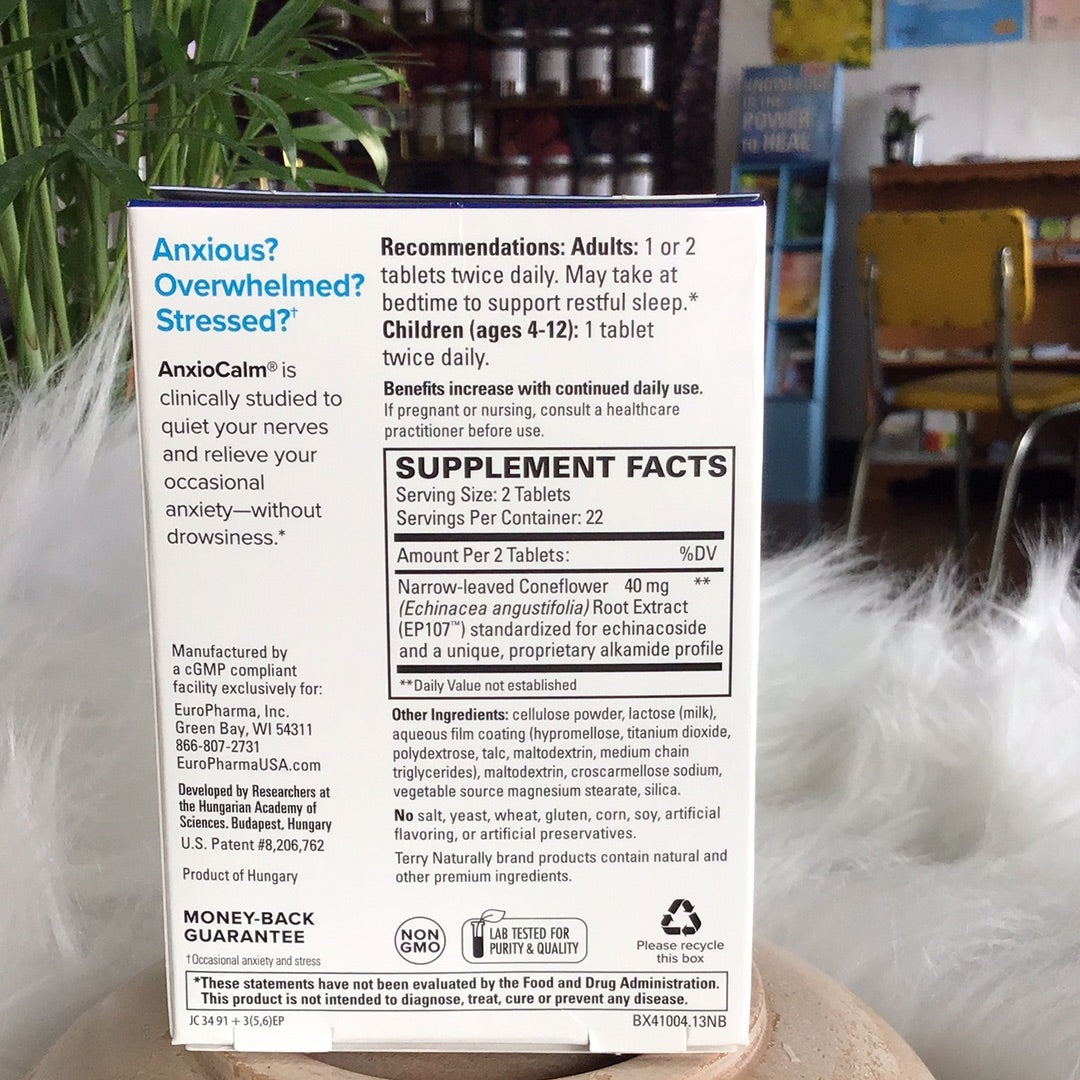 KNOWLEDGE
IS THE
POWER
TO HEAL
Anxious?
Overwhelmed?
Stressed?†
AnxioCalm® is
clinically studied to
quiet your nerves
and relieve your
occasional
anxiety—without
drowsiness.*
Manufactured by
a cGMP compliant
facility exclusively for:
EuroPharma, Inc.
Green Bay, WI 54311
866-807-2731
EuroPharmaUSA.com
Developed by Researchers at
the Hungarian Academy of
Sciences. Budapest, Hungary
U.S. Patent #8,206,762
Product of Hungary
MONEY-BACK
GUARANTEE
†Occasional anxiety and stress
Recommendations: Adults: 1 or 2
tablets twice daily. May take at
bedtime to support restful sleep.*
Children (ages 4-12): 1 tablet
twice daily.
Benefits increase with continued daily use.
If pregnant or nursing, consult a healthcare
practitioner before use.
SUPPLEMENT FACTS
Serving Size: 2 Tablets
Servings Per Container: 22
Amount Per 2 Tablets: %DV
Narrow-leaved Coneflower 40 mg **
(Echinacea angustifolia) Root Extract
(EP107™) standardized for echinacoside
and a unique, proprietary alkamide profile
**Daily Value not established
Other Ingredients: cellulose powder, lactose (milk),
aqueous film coating (hypromellose, titanium dioxide,
polydextrose, talc, maltodextrin, medium chain
triglycerides), maltodextrin, croscarmellose sodium,
vegetable source magnesium stearate, silica.
No salt, yeast, wheat, gluten, corn, soy, artificial
flavoring, or artificial preservatives.
Terry Naturally brand products contain natural and
other premium ingredients.
NON
GMO
LAB TESTED FOR
PURITY & QUALITY
Please recycle
this box
*These statements have not been evaluated by the Food and Drug Administration.
This product is not intended to diagnose, treat, cure or prevent any disease.
JC 34 91 + 3(5,6)EP
BX41004.13NB